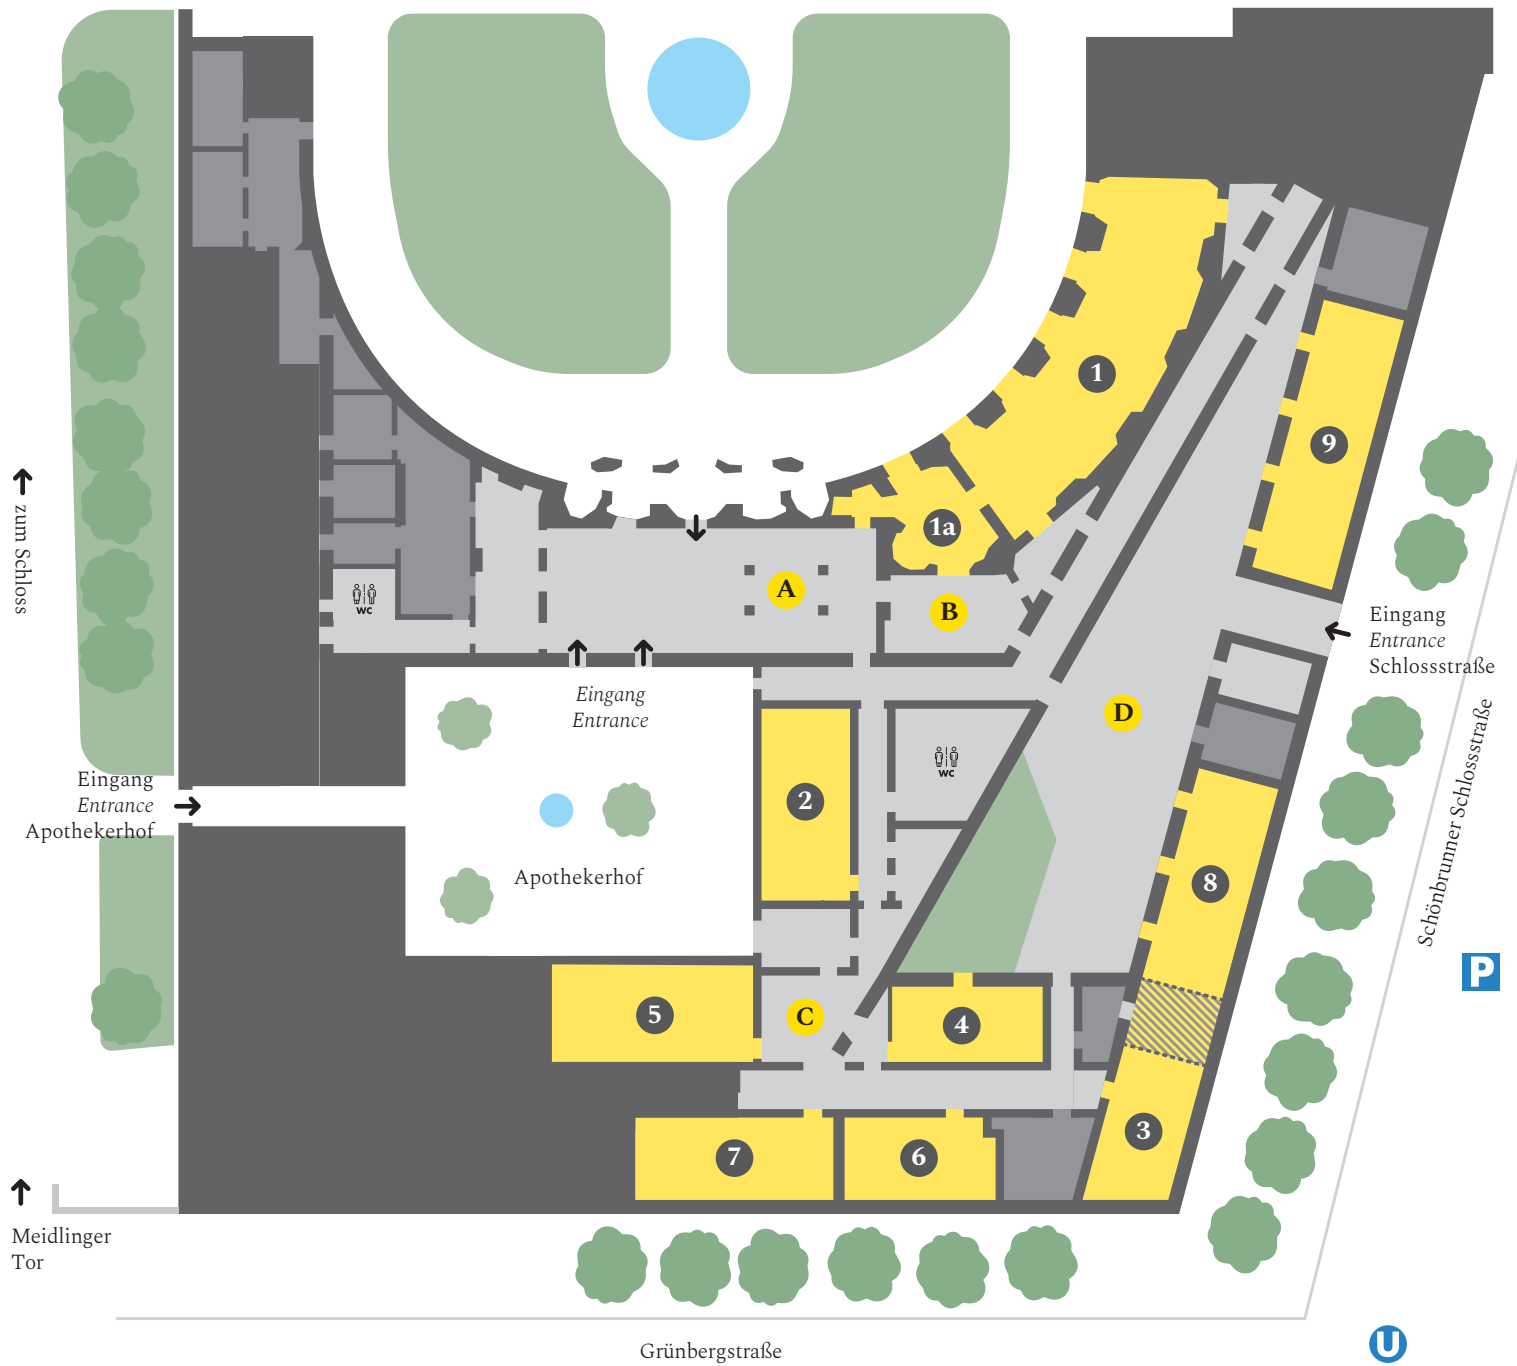 1
9
zum Schloss
1a
A
WC
B
Eingang
Entrance
Schlossstraße
Eingang
Entrance
D
WC
Schönbrunner Schlossstraße
Eingang
Entrance
Apothekerhof
2
Apothekerhof
8
P
5
C
4
3
7
6
Meidlinger
Tor
Grünbergstraße
U